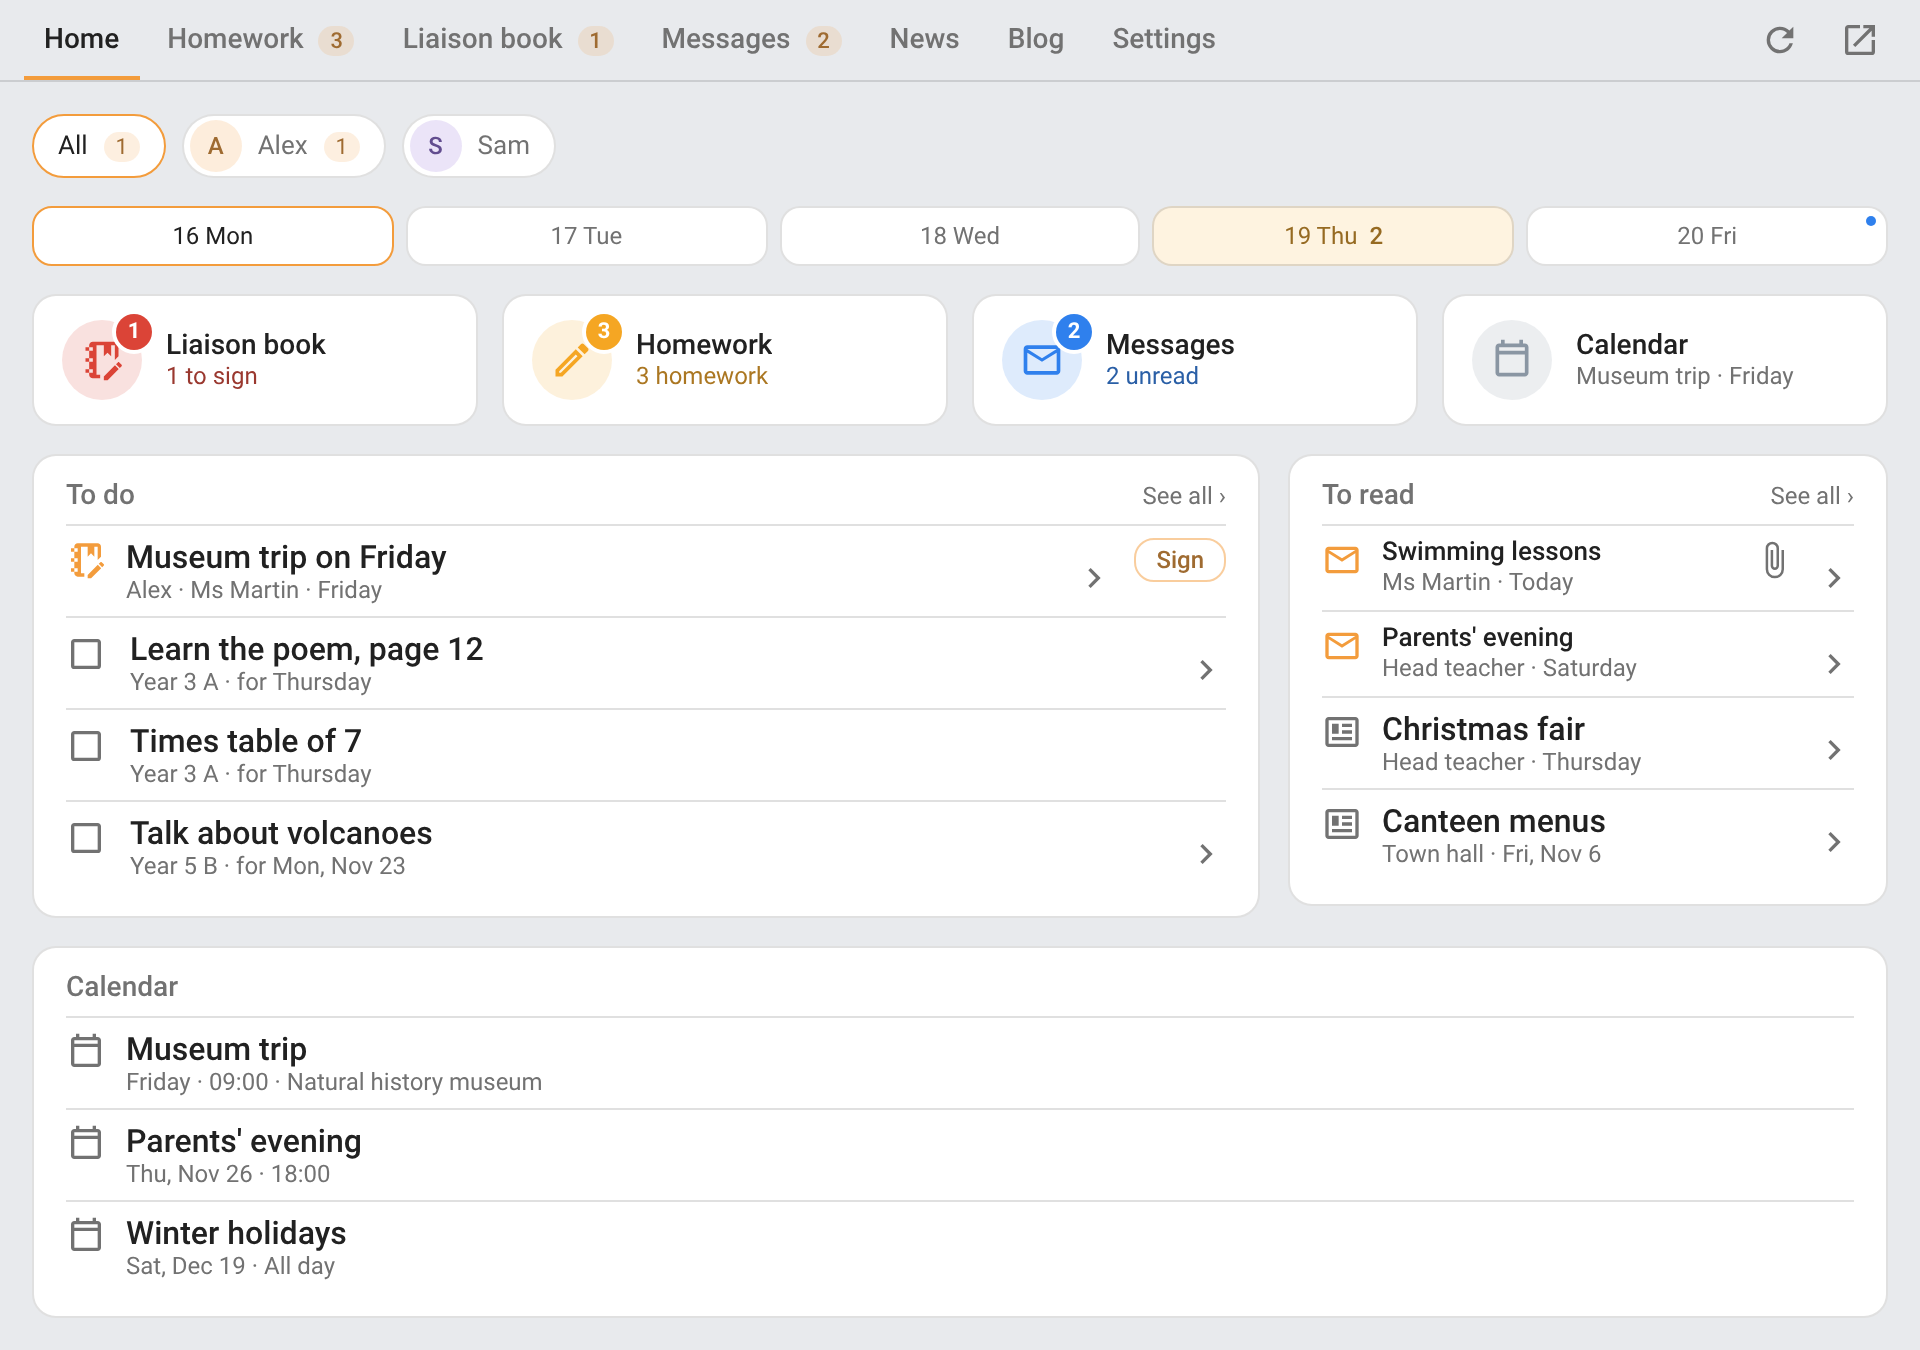 Home
Homework 3
Liaison book 1
Messages 2
News
Blog
Settings
All 1
A Alex 1
S Sam
16 Mon
17 Tue
18 Wed
19 Thu 2
20 Fri
1
Liaison book
1 to sign
3
Homework
3 homework
2
Messages
2 unread
Calendar
Museum trip · Friday
To do
See all ›
Museum trip on Friday
Alex · Ms Martin · Friday
Sign
Learn the poem, page 12
Year 3 A · for Thursday
Times table of 7
Year 3 A · for Thursday
Talk about volcanoes
Year 5 B · for Mon, Nov 23
To read
See all ›
Swimming lessons
Ms Martin · Today
Parents' evening
Head teacher · Saturday
Christmas fair
Head teacher · Thursday
Canteen menus
Town hall · Fri, Nov 6
Calendar
Museum trip
Friday · 09:00 · Natural history museum
Parents' evening
Thu, Nov 26 · 18:00
Winter holidays
Sat, Dec 19 · All day